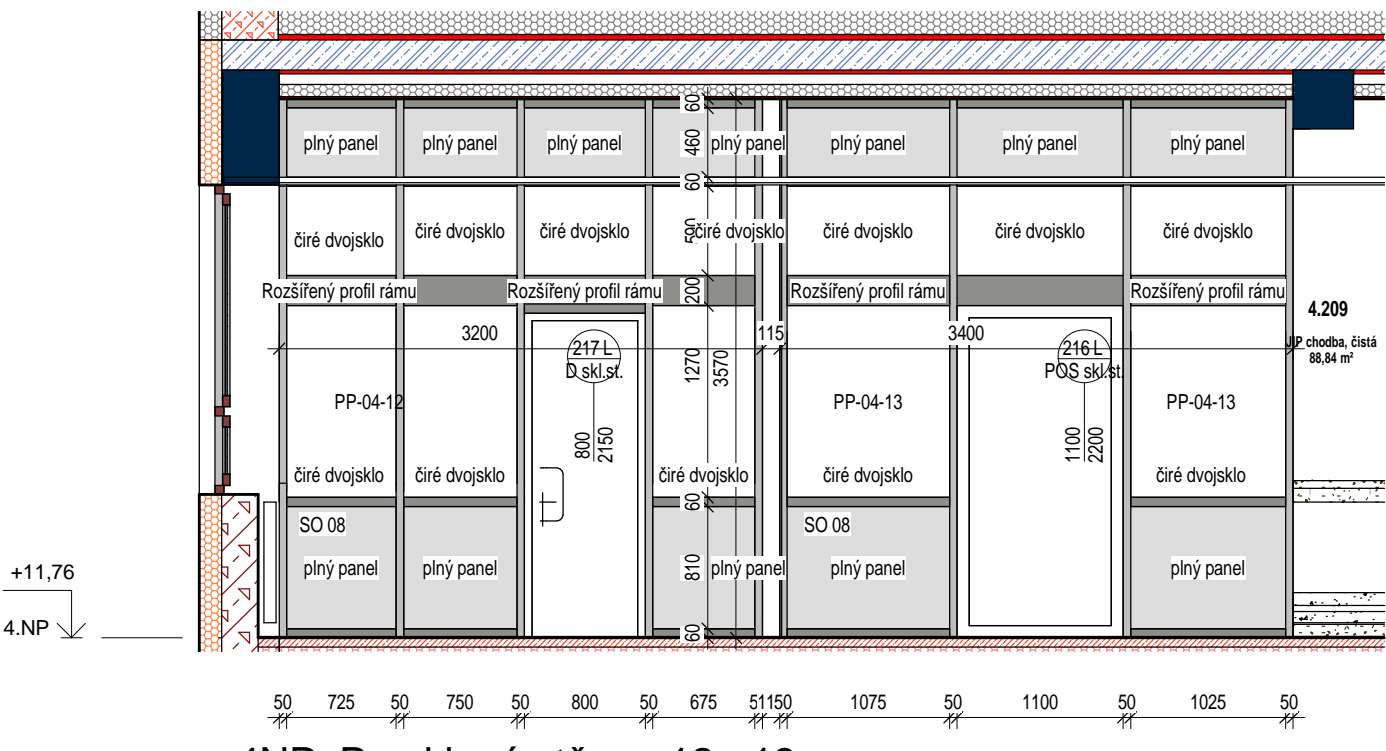 plný panel plný panel plný panel plný panel plný panel plný panel plný panel
60
460
60
čiré dvojsklo čiré dvojsklo čiré dvojsklo čiré dvojsklo čiré dvojsklo čiré dvojsklo čiré dvojsklo
Rozšířený profil rámu Rozšířený profil rámu Rozšířený profil rámu Rozšířený profil rámu
200
4.209
3200 115 3400
217 L
D skl.st.
216 L
POS skl.st.
chodba, čistá
88,84 m²
1270
3570
PP-04-12 PP-04-13 PP-04-13
800
2150
1100
2200
čiré dvojsklo čiré dvojsklo čiré dvojsklo čiré dvojsklo čiré dvojsklo
60
SO 08 SO 08
plný panel plný panel plný panel plný panel plný panel
810
60
+11,76
4.NP
50 725 50 750 50 800 50 675 1075 50 1100 50 1025 50